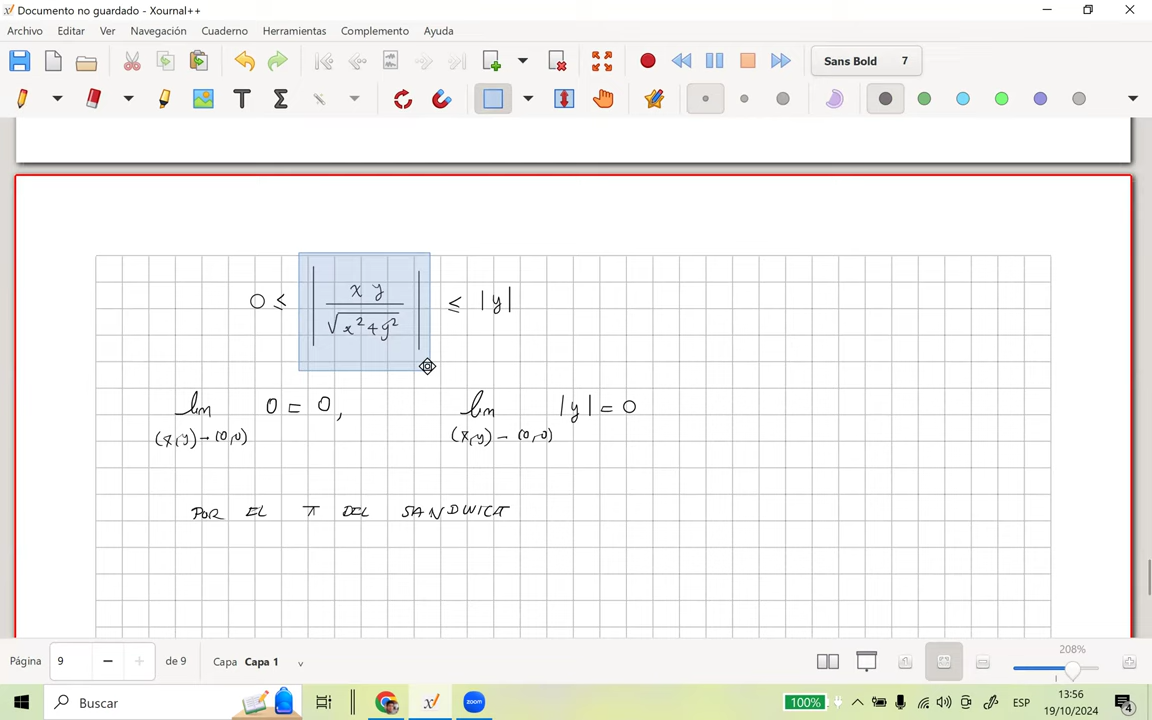 Documento no guardado - Xournal++
Archivo Editar Ver Navegación Cuaderno Herramientas Complemento Ayuda
Sans Bold 7
0 ≤ | x y / √x²+y² | ≤ |y|
lim 0 = 0, lim |y| = 0
(x,y)→(0,0) (x,y)→(0,0)
POR EL T DEL SANDWICH
Página 9 de 9 Capa Capa 1 208%
Buscar 100% ESP 13:56
19/10/2024
zoom
4